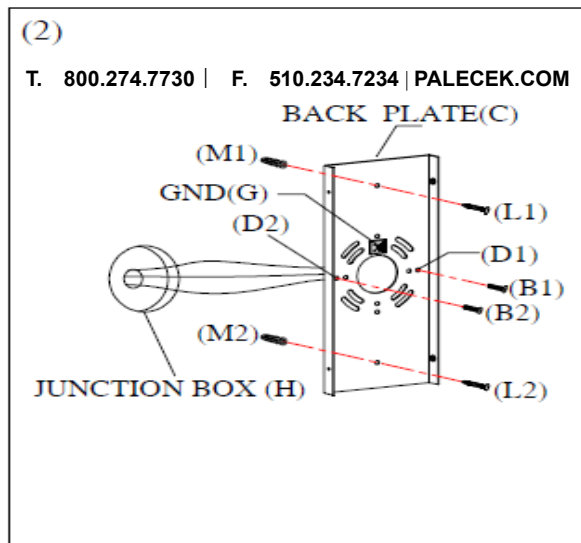 (2)
T. 800.274.7730 | F. 510.234.7234 | PALECEK.COM
BACK PLATE(C)
(M1)
GND(G)
(L1)
(D2)
(D1)
(B1)
(B2)
(M2)
JUNCTION BOX (H)
(L2)